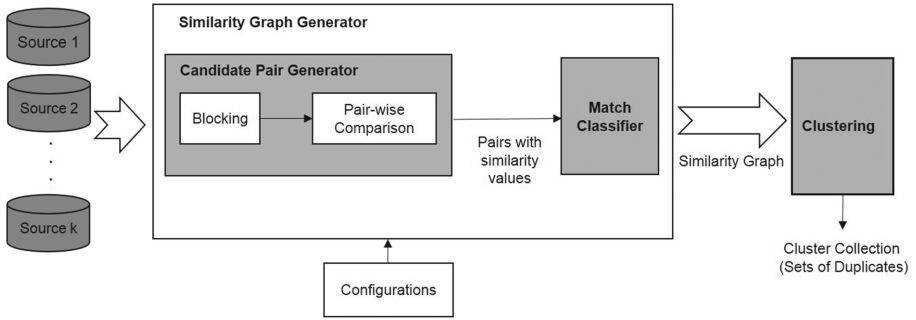 Source 1
Source 2
.
.
.
Source k
Similarity Graph Generator
Candidate Pair Generator
Blocking
Pair-wise
Comparison
Pairs with
similarity
values
Match
Classifier
Similarity Graph
Clustering
Cluster Collection
(Sets of Duplicates)
Configurations